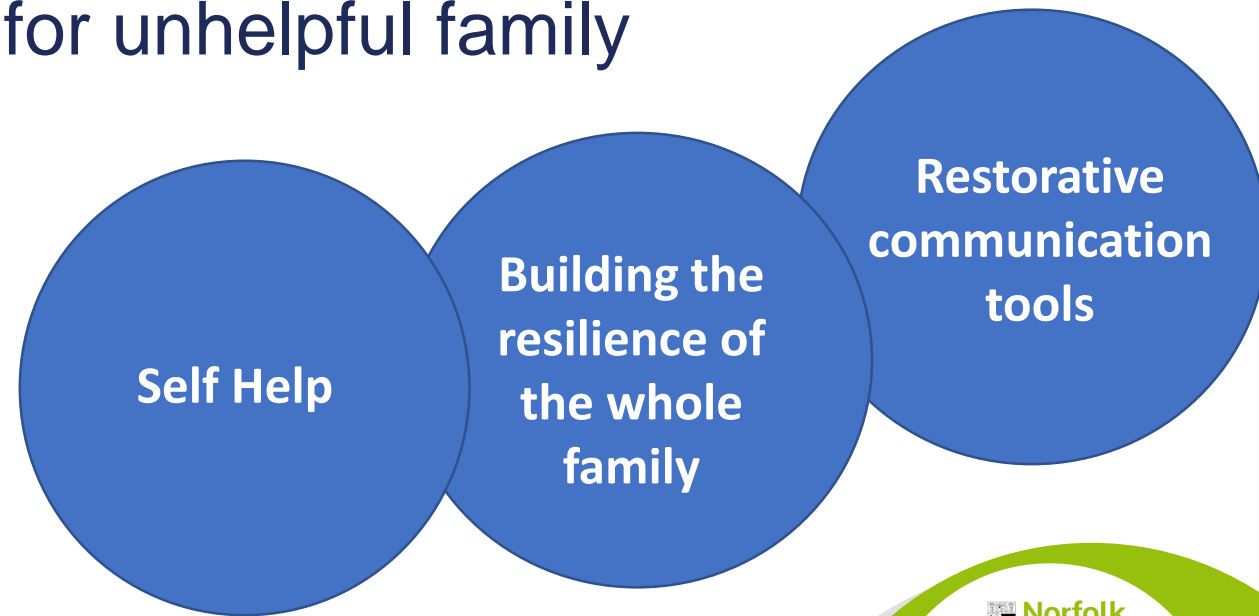 for unhelpful family
Self Help
Building the
resilience of
the whole
family
Restorative
communication
tools
Norfolk